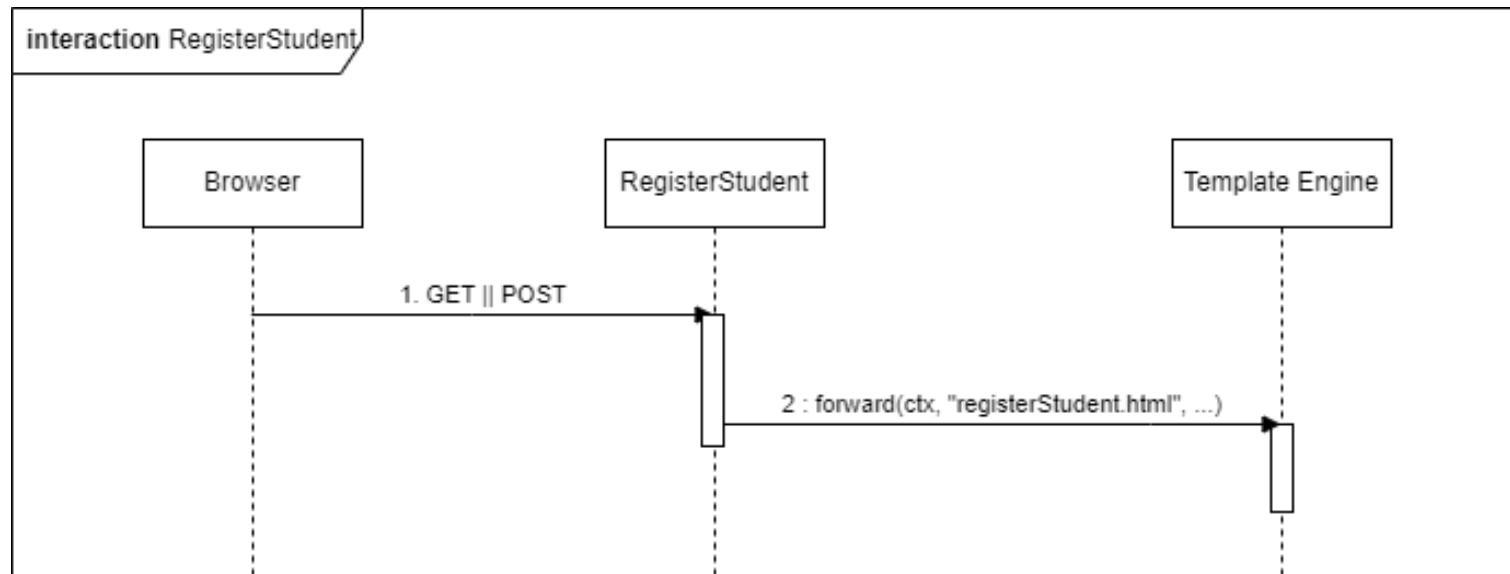 interaction RegisterStudent
Browser
RegisterStudent
Template Engine
1. GET || POST
2 : forward(ctx, "registerStudent.html", ...)